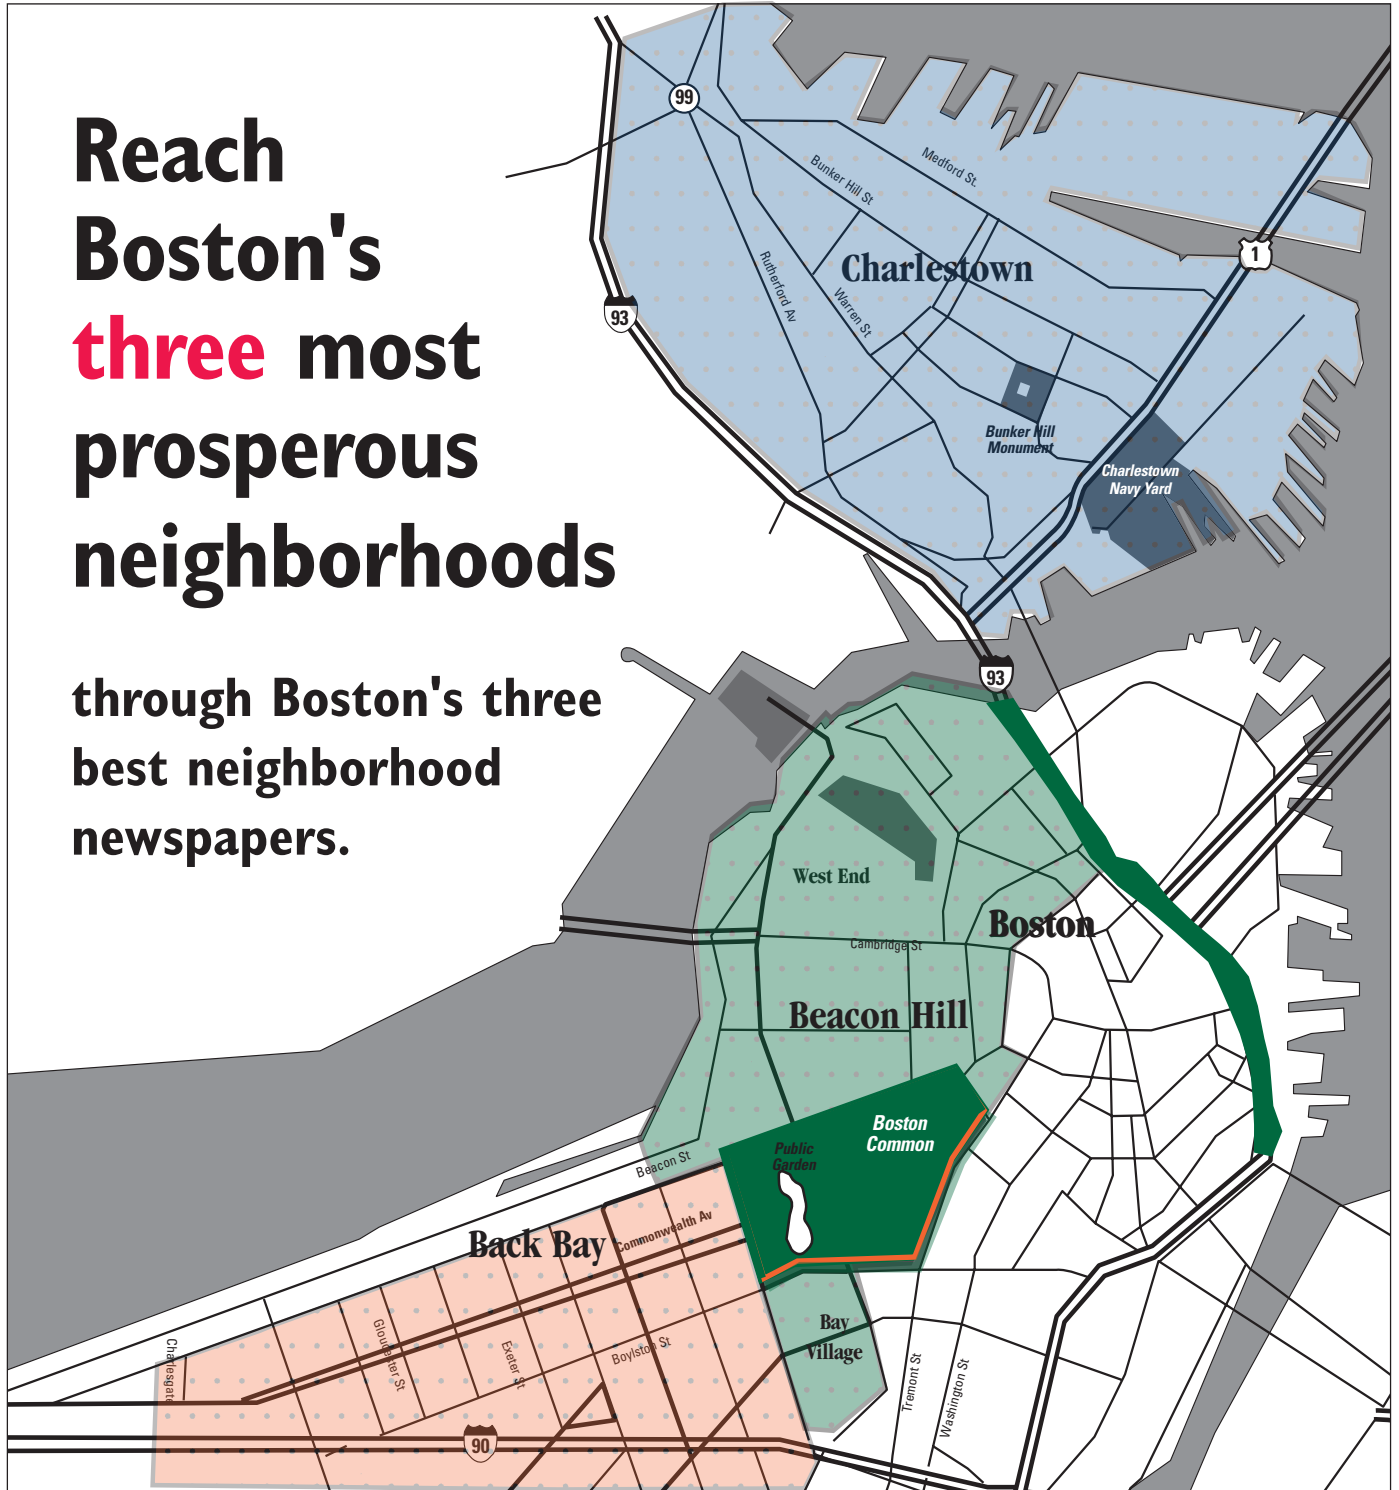 Reach
Boston's
three most
prosperous
neighborhoods
through Boston's three
best neighborhood
newspapers.
99
Medford St.
Bunker Hill St
Charlestown
1
Rutherford Av
Warren St
93
Bunker Hill
Monument
Charlestown
Navy Yard
93
West End
Boston
Cambridge St
Beacon Hill
Boston
Common
Public
Garden
Beacon St
Commonwealth Av
Back Bay
Bay
Village
Charlesgate
Gloucester St
Exeter St
Boylston St
Tremont St
Washington St
90